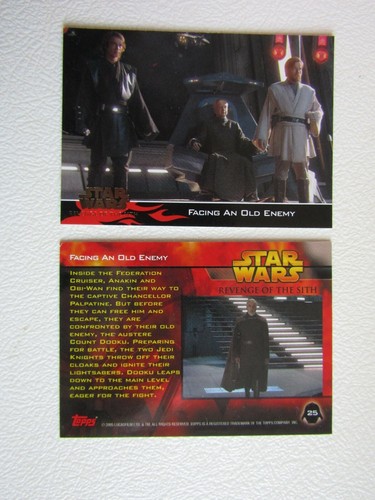 STAR
WARS
FACING AN OLD ENEMY
FACING AN OLD ENEMY
INSIDE THE FEDERATION
CRUISER, ANAKIN AND
OBI-WAN FIND THEIR WAY TO
THE CAPTIVE CHANCELLOR
PALPATINE. BUT BEFORE
THEY CAN FREE HIM AND
ESCAPE, THEY ARE
CONFRONTED BY THEIR OLD
ENEMY, THE AUSTERE
COUNT DOOKU. PREPARING
FOR BATTLE, THE TWO JEDI
KNIGHTS THROW OFF THEIR
CLOAKS AND IGNITE THEIR
LIGHTSABERS. DOOKU LEAPS
DOWN TO THE MAIN LEVEL
AND APPROACHES THEM,
EAGER FOR THE FIGHT.
STAR
WARS
REVENGE OF THE SITH
Topps
25